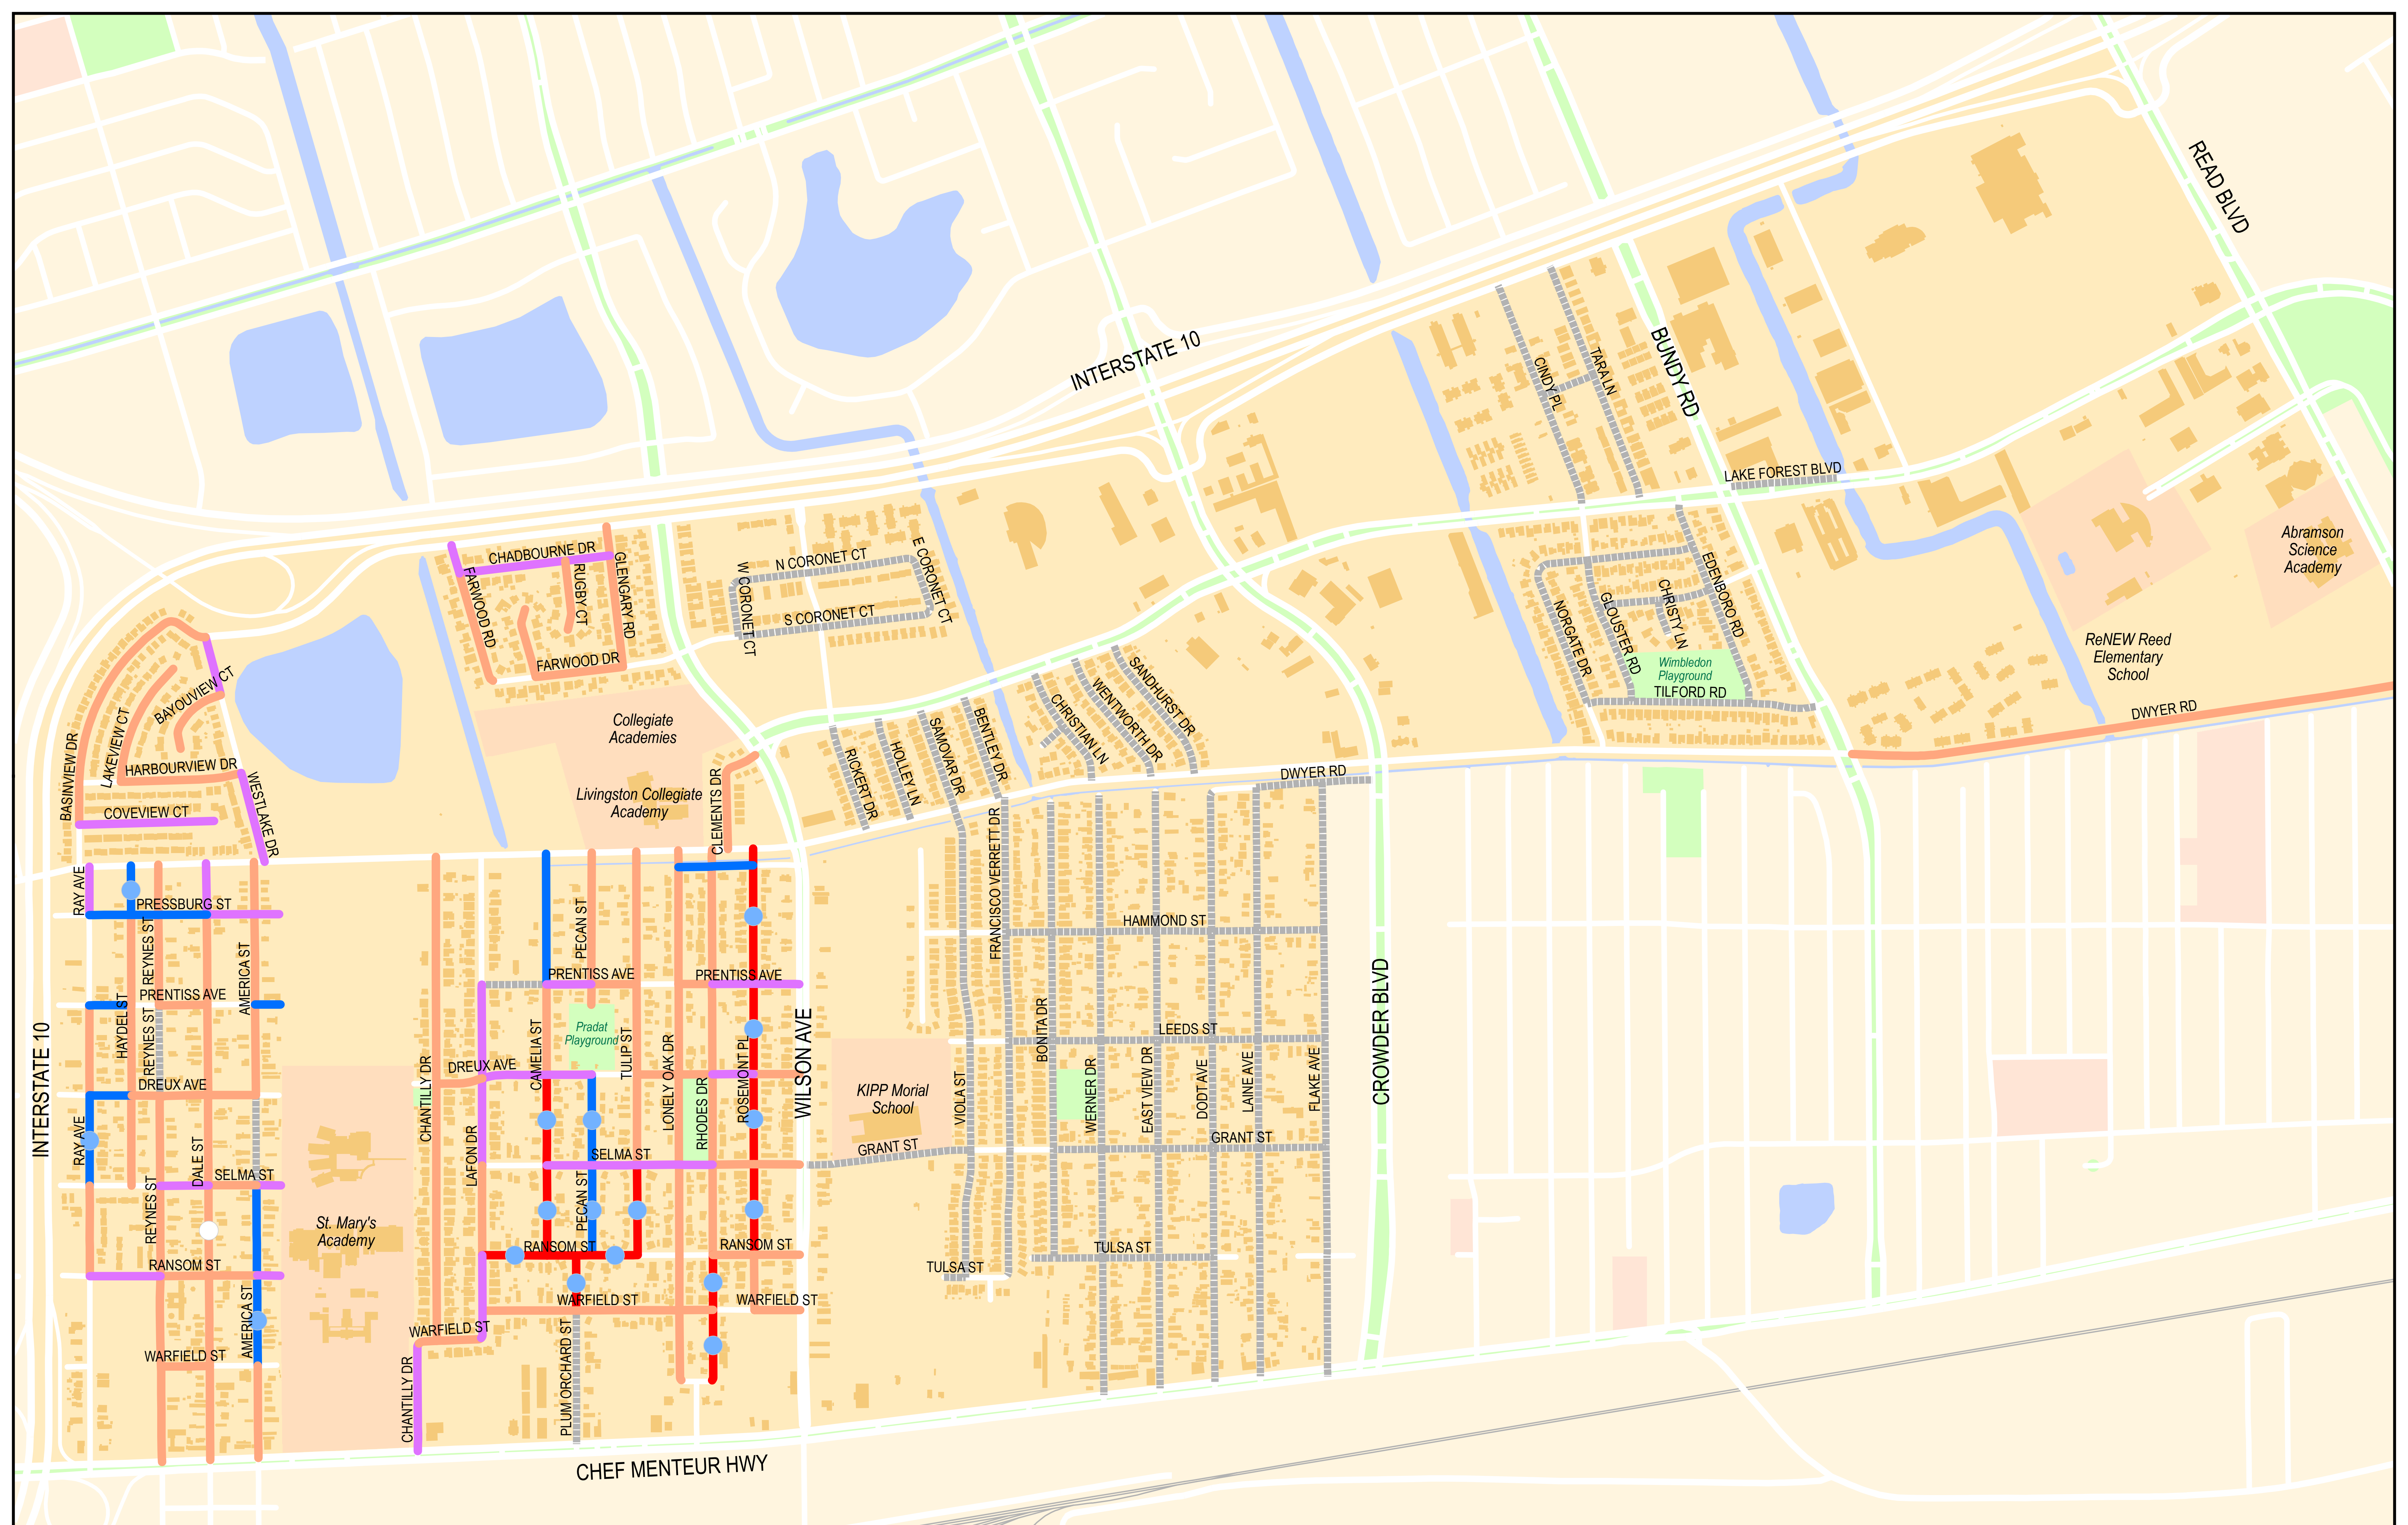 READ BLVD
INTERSTATE 10
BUNDY RD
TARA LN
CINDY PL
LAKE FOREST BLVD
CHADBOURNE DR
FARWOOD RD
RUGBY CT
GLENGARY RD
FARWOOD DR
N CORONET CT
E CORONET CT
W CORONET CT
S CORONET CT
Abramson
Science
Academy
EDENBORO RD
CHRISTY LN
GLOUSTER RD
NORGATE DR
Wimbledon
Playground
TILFORD RD
ReNEW Reed
Elementary
School
DWYER RD
BAYOUVIEW CT
LAKEVIEW CT
BASINVIEW DR
HARBOURVIEW DR
WESTLAKE DR
COVEVIEW CT
Collegiate
Academies
Livingston Collegiate
Academy
CLEMENTS DR
RICKERT DR
HOLLEY LN
SAMOVAR DR
BENTLEY DR
CHRISTIAN LN
WENTWORTH DR
SANDHURST DR
DWYER RD
RAY AVE
PRESSBURG ST
REYNES ST
AMERICA ST
PECAN ST
FRANCISCO VERRETT DR
HAMMOND ST
PRENTISS AVE
PRENTISS AVE
PRENTISS AVE
HAYDEL ST
REYNES ST
INTERSTATE 10
DREUX AVE
CHANTILLY DR
DREUX AVE
CAMELIA ST
Pradat
Playground
TULIP ST
LONELY OAK DR
RHODES DR
ROSEMONT PL
WILSON AVE
KIPP Morial
School
VIOLA ST
BONITA DR
LEEDS ST
WERNER DR
EAST VIEW DR
DODT AVE
LAINE AVE
FLAKE AVE
CROWDER BLVD
RAY AVE
DALE ST
SELMA ST
LAFON DR
SELMA ST
GRANT ST
GRANT ST
REYNES ST
St. Mary's
Academy
PECAN ST
RANSOM ST
RANSOM ST
RANSOM ST
TULSA ST
TULSA ST
AMERICA ST
WARFIELD ST
WARFIELD ST
WARFIELD ST
WARFIELD ST
CHANTILLY DR
PLUM ORCHARD ST
CHEF MENTEUR HWY